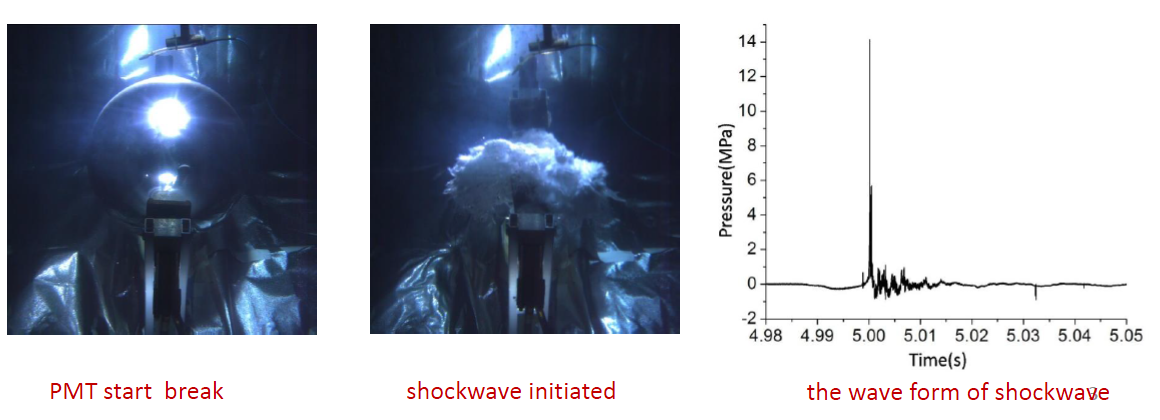 14
12
10
8
6
4
2
0
-2
Pressure(MPa)
4.98 4.99 5.00 5.01 5.02 5.03 5.04 5.05
Time(s)
PMT start break
shockwave initiated
the wave form of shockwave